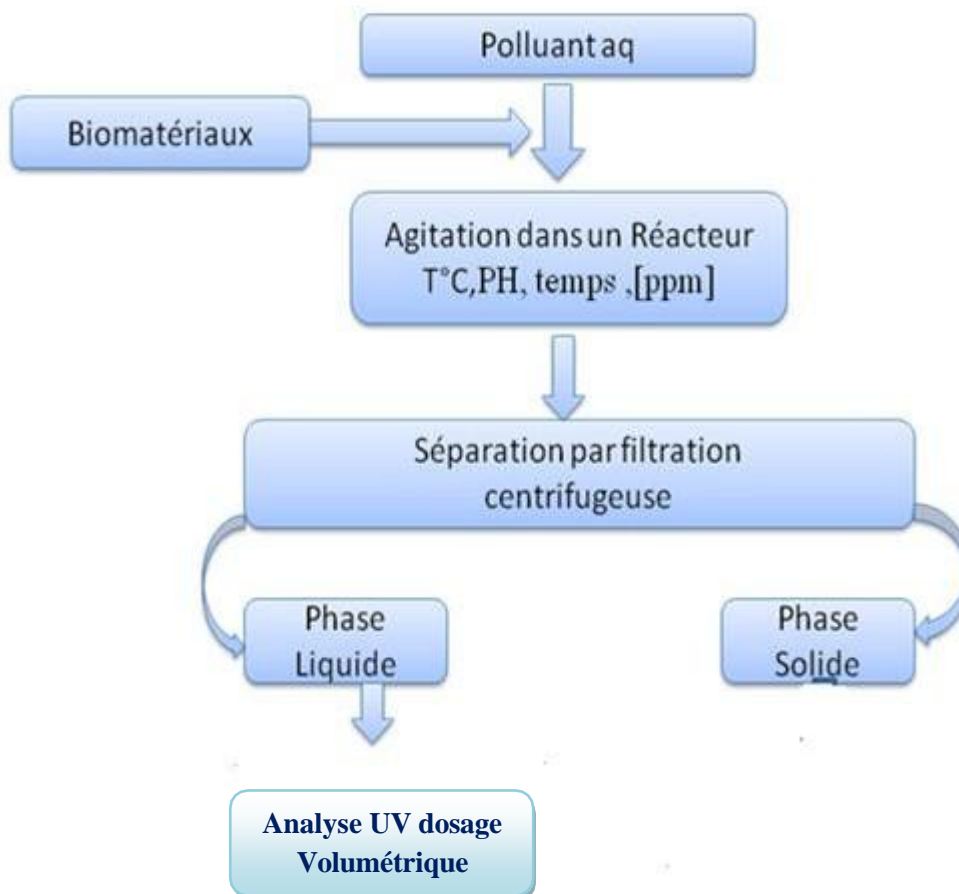 Polluant aq
Biomatériaux
Agitation dans un Réacteur
T°C,PH, temps ,[ppm]
Séparation par filtration
centrifugeuse
Phase
Liquide
Phase
Solide
Analyse UV dosage
Volumétrique